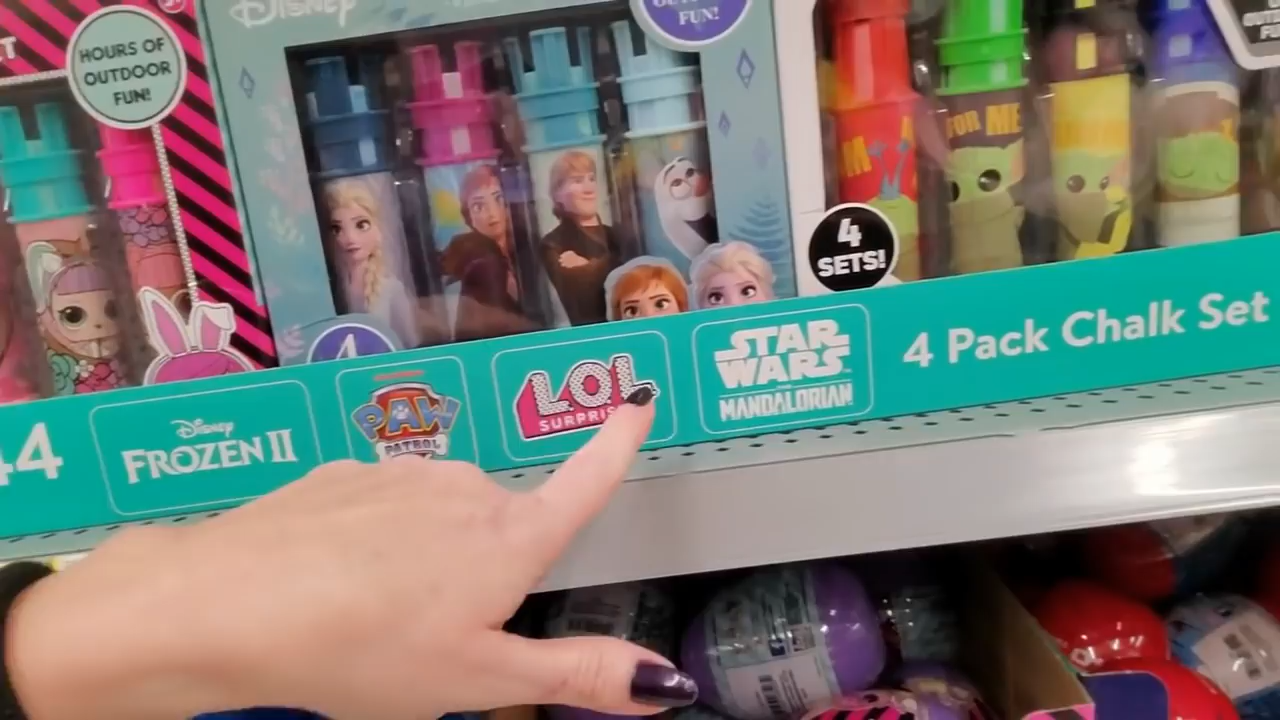 Disney
HOURS OF
OUTDOOR
FUN!
FUN!
FOR ME
4
SETS!
4
Disney
FROZEN II
PAW
PATROL
L.O.L
SURPRISE
STAR
WARS
THE
MANDALORIAN
4 Pack Chalk Set